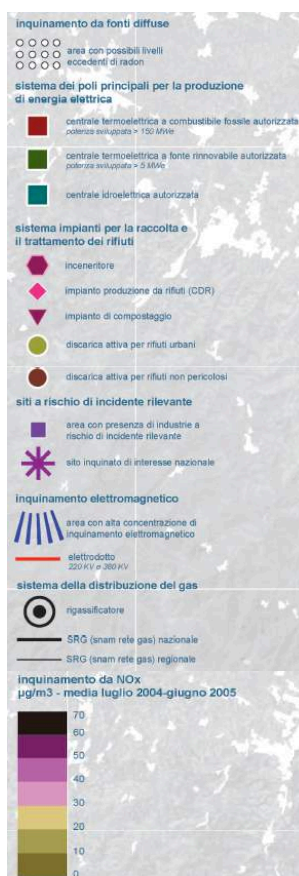 inquinamento da fonti diffuse
area con possibili livelli
eccedenti di radon
sistema dei poli principali per la produzione
di energia elettrica
centrale termoelettrica a combustibile fossile autorizzata
potenza sviluppata > 150 MWe
centrale termoelettrica a fonte rinnovabile autorizzata
potenza sviluppata > 5 MWe
centrale idroelettrica autorizzata
sistema impianti per la raccolta e
il trattamento dei rifiuti
inceneritore
impianto produzione da rifiuti (CDR)
impianto di compostaggio
discarica attiva per rifiuti urbani
discarica attiva per rifiuti non pericolosi
siti a rischio di incidente rilevante
area con presenza di industrie a
rischio di incidente rilevante
sito inquinato di interesse nazionale
inquinamento elettromagnetico
area con alta concentrazione di
inquinamento elettromagnetico
elettrodotto
220 KV e 380 KV
sistema della distribuzione del gas
rigassificatore
SRG (snam rete gas) nazionale
SRG (snam rete gas) regionale
inquinamento da NOx
µg/m3 - media luglio 2004-giugno 2005
70
60
50
40
30
20
10
0